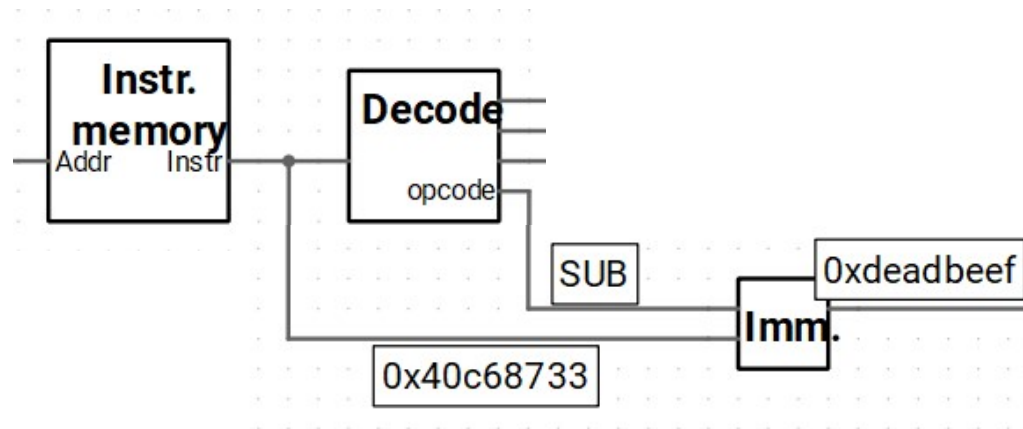 Instr.
memory
Addr Instr
Decode
opcode
SUB
0xdeadbeef
Imm.
0x40c68733